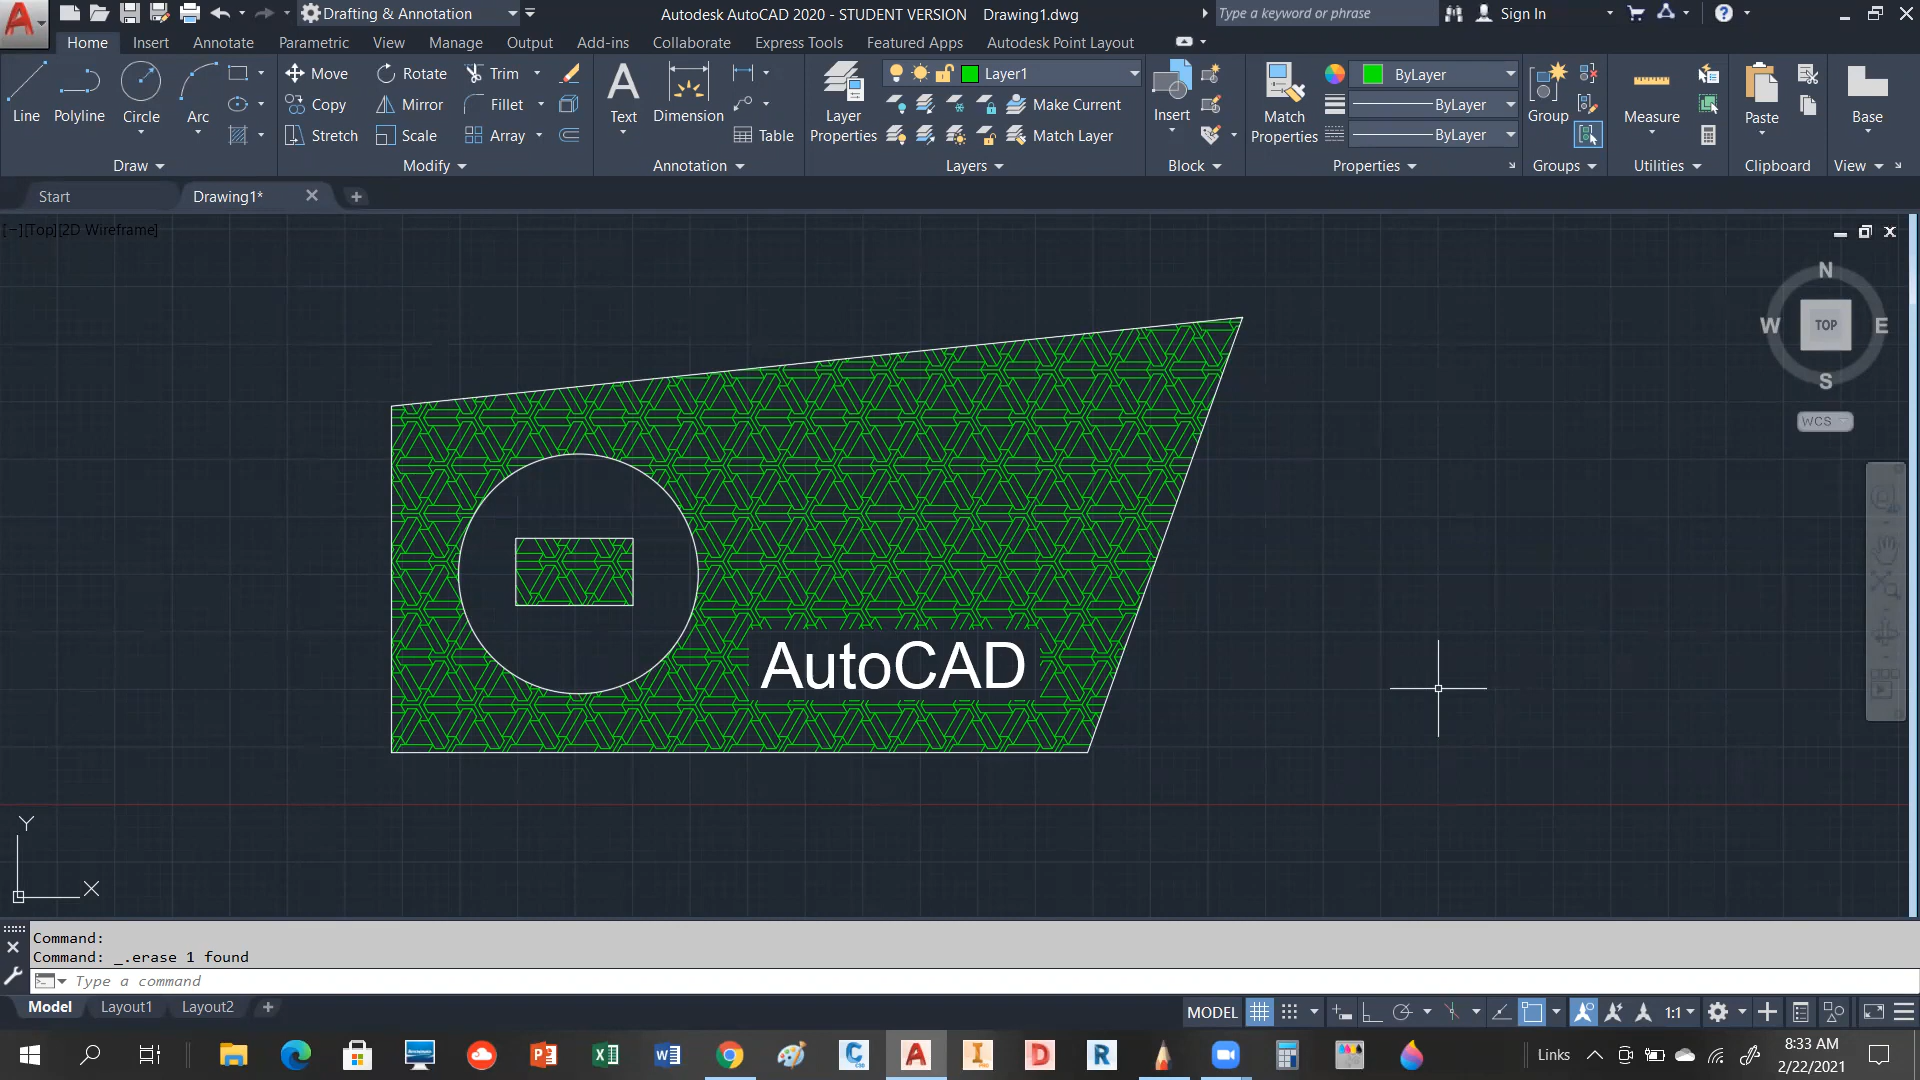 Drafting & Annotation
Autodesk AutoCAD 2020 - STUDENT VERSION Drawing1.dwg
Type a keyword or phrase
Sign In
Home Insert Annotate Parametric View Manage Output Add-ins Collaborate Express Tools Featured Apps Autodesk Point Layout
Line Polyline Circle Arc
Move Rotate Trim
Copy Mirror Fillet
Stretch Scale Array
Text Dimension
Table
Layer Properties
Layer1
Make Current
Match Layer
Insert
Match Properties
ByLayer
ByLayer
ByLayer
Group
Measure
Paste
Base
Draw Modify Annotation Layers Block Properties Groups Utilities Clipboard View
Start Drawing1*
[−][Top][2D Wireframe]
N
W TOP E
S
WCS
AutoCAD
Y
X
Command:
Command: _.erase 1 found
Type a command
Model Layout1 Layout2
MODEL
1:1
Links
8:33 AM
2/22/2021